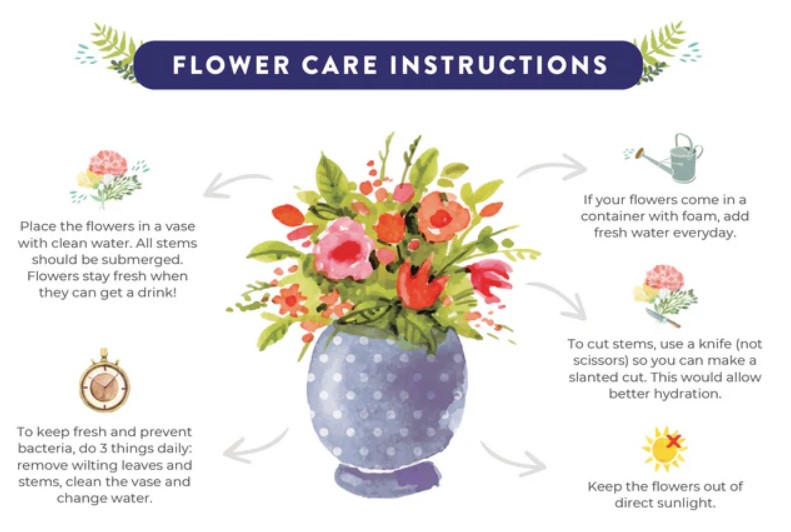 FLOWER CARE INSTRUCTIONS
Place the flowers in a vase
with clean water. All stems
should be submerged.
Flowers stay fresh when
they can get a drink!
To keep fresh and prevent
bacteria, do 3 things daily:
remove wilting leaves and
stems, clean the vase and
change water.
If your flowers come in a
container with foam, add
fresh water everyday.
To cut stems, use a knife (not
scissors) so you can make a
slanted cut. This would allow
better hydration.
Keep the flowers out of
direct sunlight.